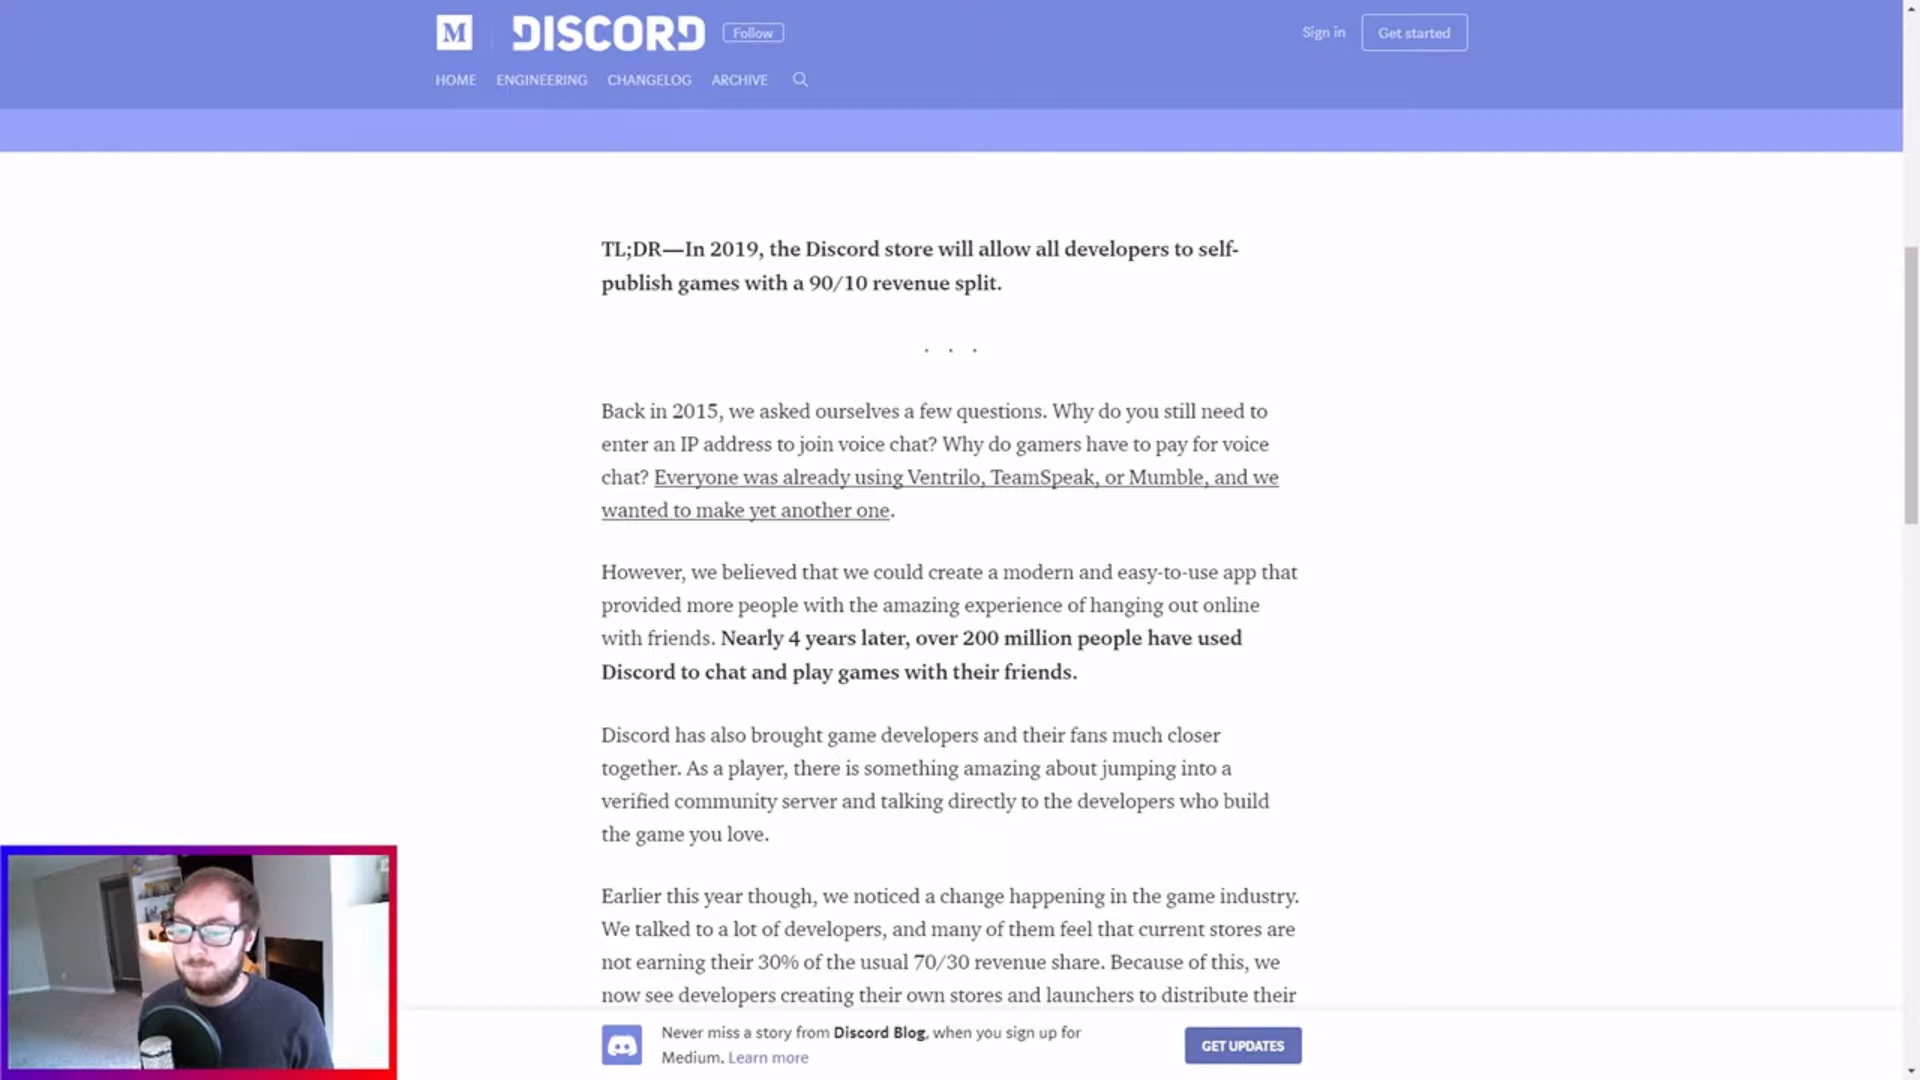 M DISCORD Follow Sign in Get started
HOME ENGINEERING CHANGELOG ARCHIVE
TL;DR—In 2019, the Discord store will allow all developers to self-
publish games with a 90/10 revenue split.
. . .
Back in 2015, we asked ourselves a few questions. Why do you still need to
enter an IP address to join voice chat? Why do gamers have to pay for voice
chat? Everyone was already using Ventrilo, TeamSpeak, or Mumble, and we
wanted to make yet another one.
However, we believed that we could create a modern and easy-to-use app that
provided more people with the amazing experience of hanging out online
with friends. Nearly 4 years later, over 200 million people have used
Discord to chat and play games with their friends.
Discord has also brought game developers and their fans much closer
together. As a player, there is something amazing about jumping into a
verified community server and talking directly to the developers who build
the game you love.
Earlier this year though, we noticed a change happening in the game industry.
We talked to a lot of developers, and many of them feel that current stores are
not earning their 30% of the usual 70/30 revenue share. Because of this, we
now see developers creating their own stores and launchers to distribute their
Never miss a story from Discord Blog, when you sign up for
Medium. Learn more
GET UPDATES